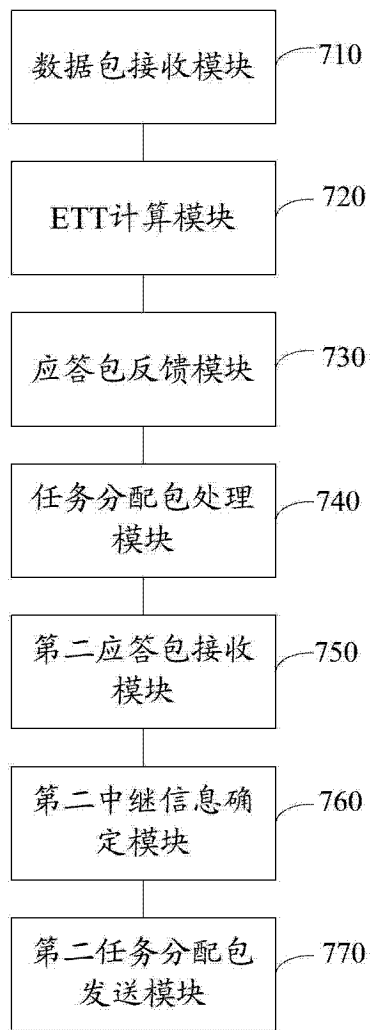 数据包接收模块
710
ETT计算模块
720
应答包反馈模块
730
任务分配包处理
模块
740
第二应答包接收
模块
750
第二中继信息确
定模块
760
第二任务分配包
发送模块
770